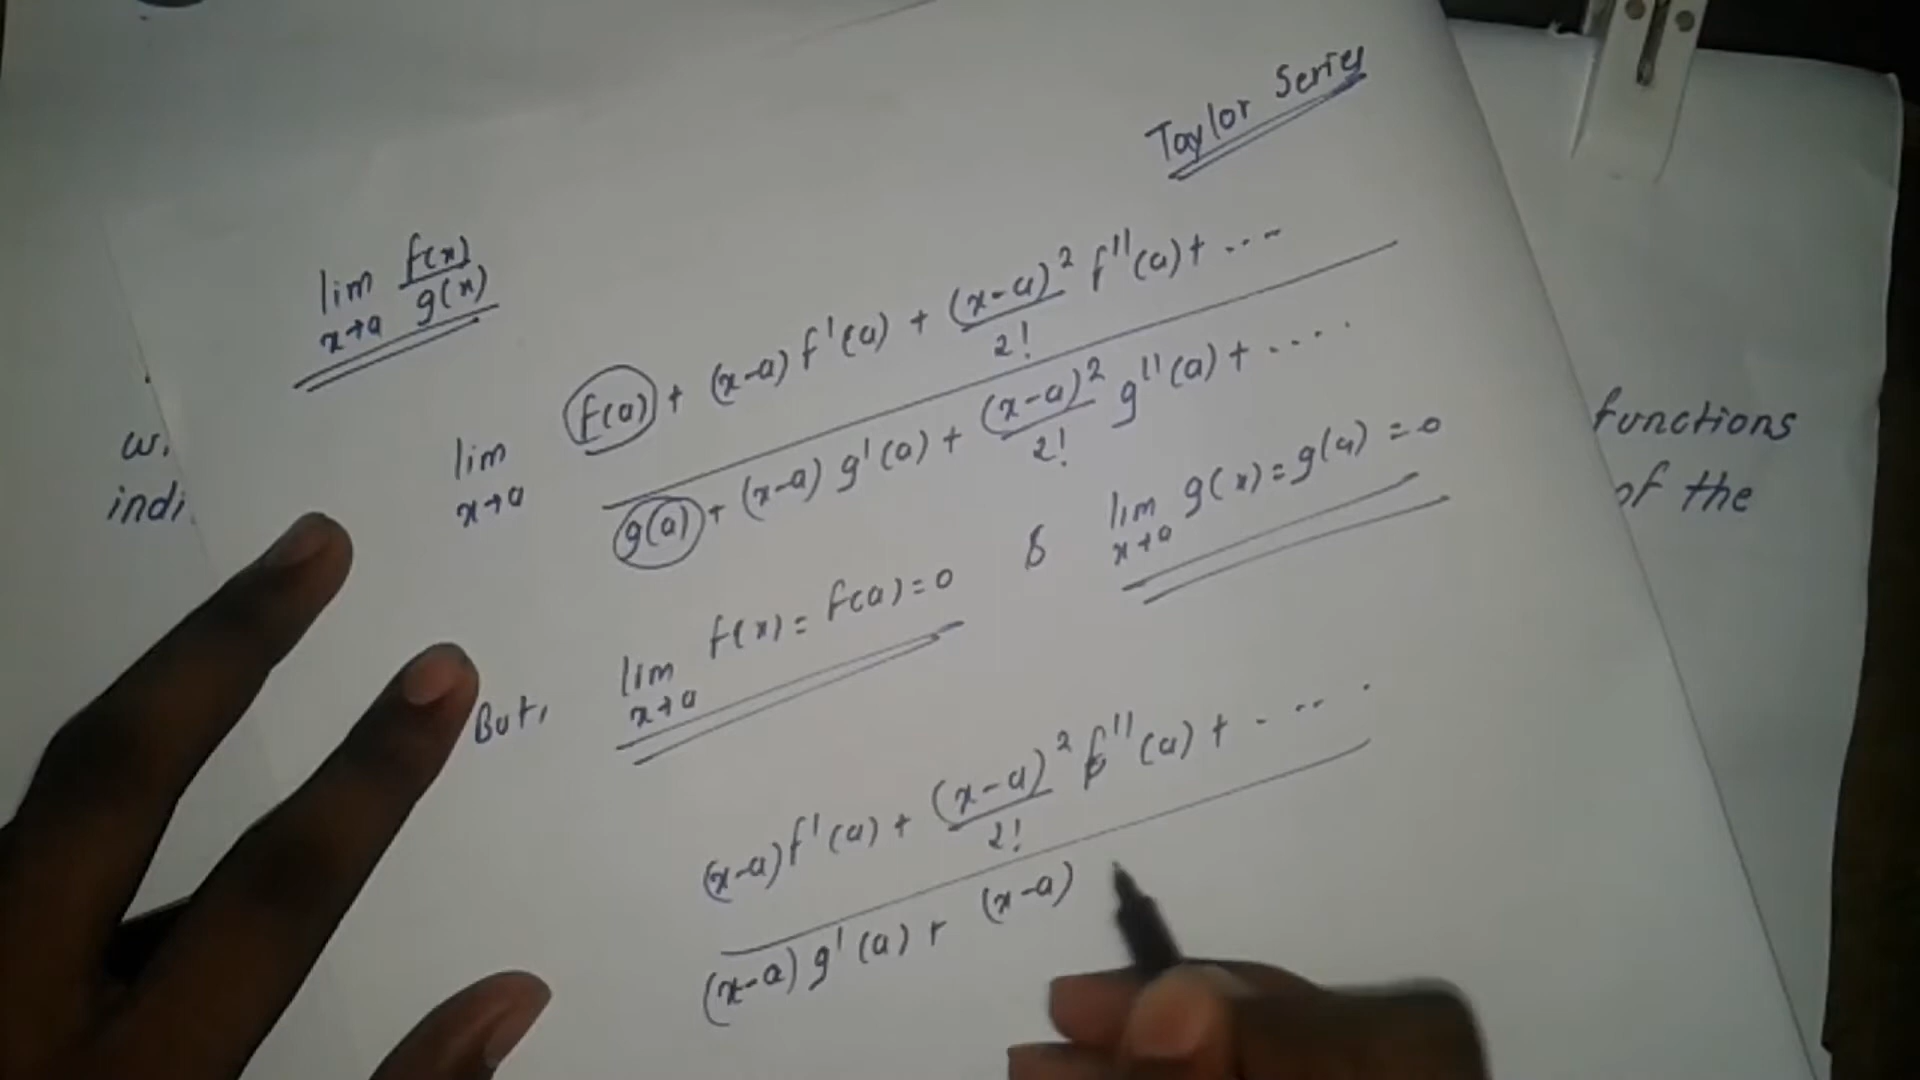 Taylor Series
lim x→a f(x)/g(x)
lim x→a f(a) + (x-a) f'(a) + (x-a)²/2! f''(a) + ....
g(a) + (x-a) g'(a) + (x-a)²/2! g''(a) + ....
But, lim x→a f(x) = f(a) = 0 & lim x→a g(x) = g(a) = 0
(x-a) f'(a) + (x-a)²/2! f''(a) + ....
(x-a) g'(a) + (x-a)
functions
indi
of the